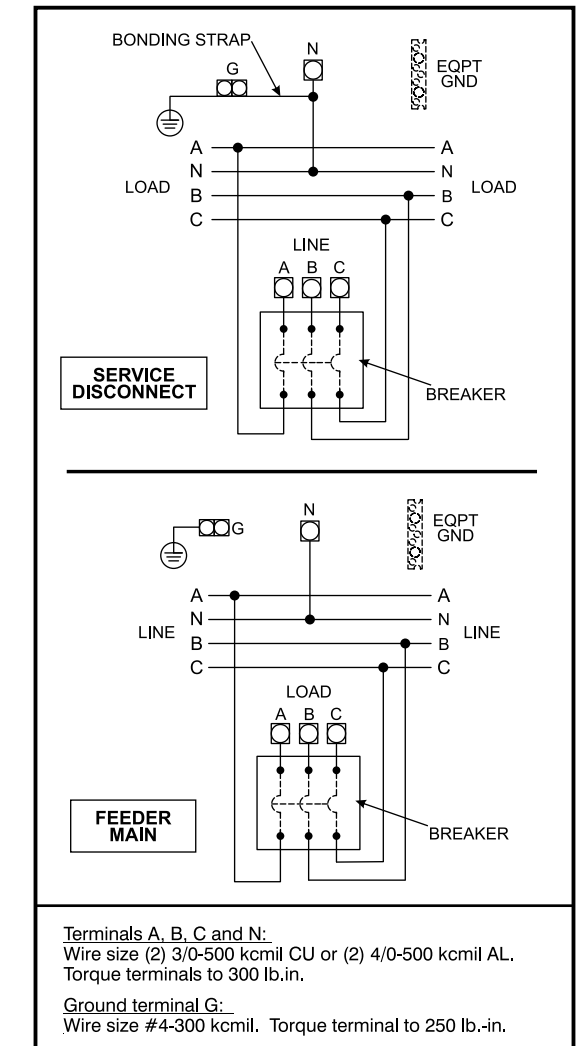 BONDING STRAP
N
G
EQPT
GND
A A
N N
LOAD LOAD
B B
C C
LINE
A B C
SERVICE
DISCONNECT
BREAKER
N
G
EQPT
GND
A A
N N
LINE LINE
B B
C C
LOAD
A B C
FEEDER
MAIN
BREAKER
Terminals A, B, C and N:
Wire size (2) 3/0-500 kcmil CU or (2) 4/0-500 kcmil AL.
Torque terminals to 300 lb.in.
Ground terminal G:
Wire size #4-300 kcmil. Torque terminal to 250 lb.-in.